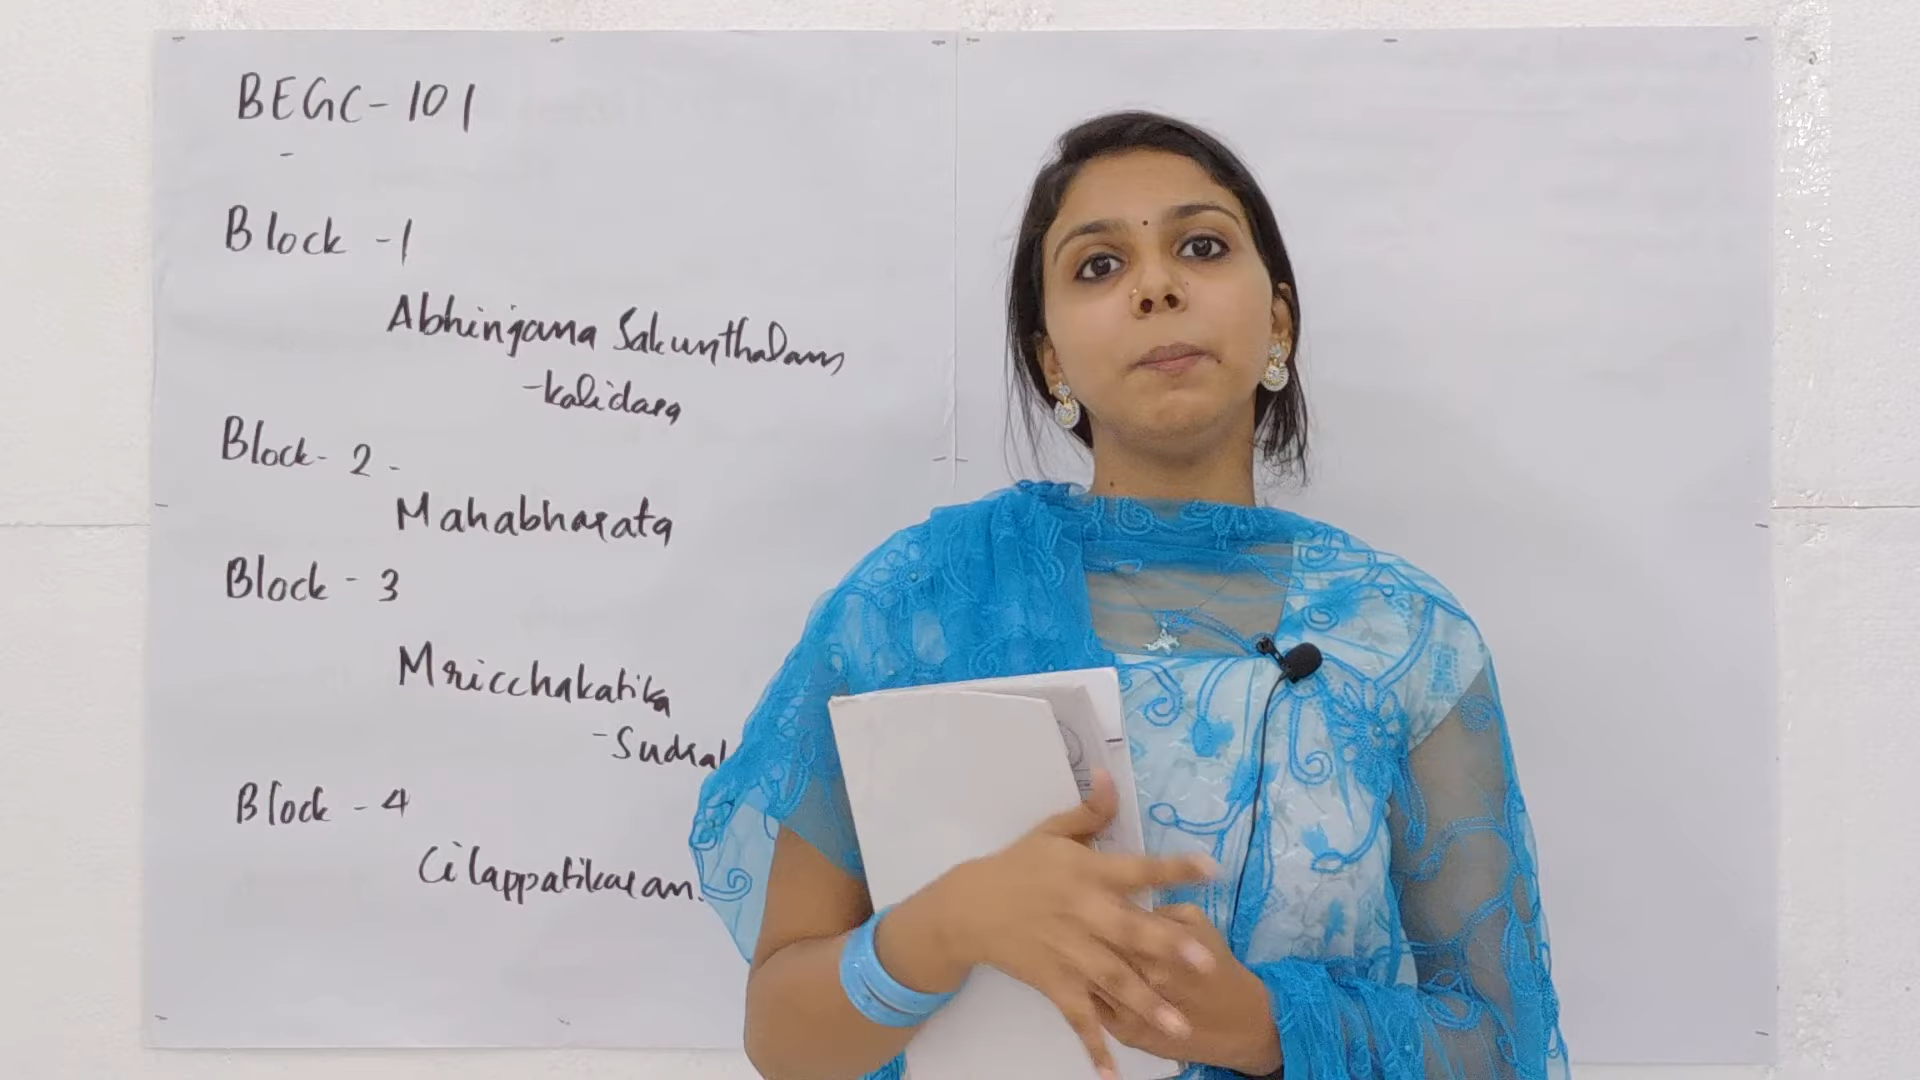 BEGC-101
Block -1
Abhinjana Sakunthalam
-Kalidasa
Block- 2 -
Mahabharata
Block - 3
Mricchakatika
Block - 4
Cilappatikaram.